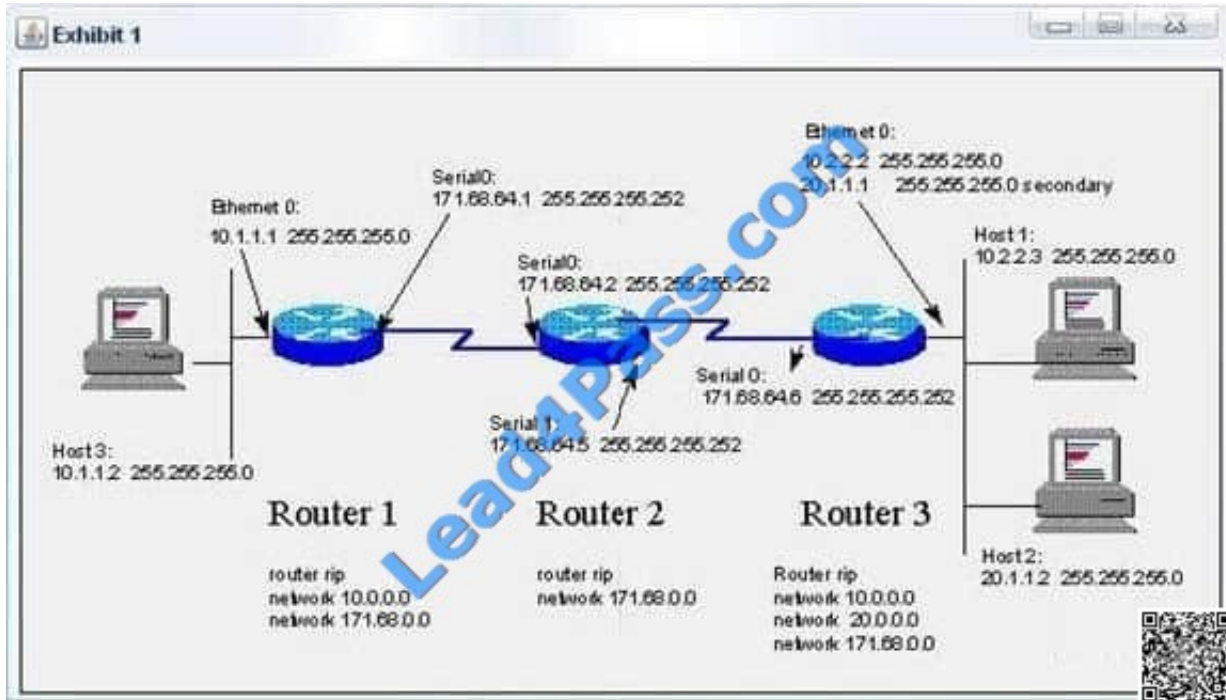 Exhibit 1
Ethernet 0:
10.2.2.2 255.255.255.0
20.1.1.1 255.255.255.0 secondary
Serial0:
171.68.64.1 255.255.255.252
Ethernet 0:
10.1.1.1 255.255.255.0
Host 1:
10.2.2.3 255.255.255.0
Serial0:
171.68.64.2 255.255.255.252
Serial 0:
171.68.64.6 255.255.255.252
Serial 1:
171.68.64.5 255.255.255.252
Host 3:
10.1.1.2 255.255.255.0
Host 2:
20.1.1.2 255.255.255.0
Router 1
router rip
network 10.0.0.0
network 171.68.0.0
Router 2
router rip
network 171.68.0.0
Router 3
Router rip
network 10.0.0.0
network 20.0.0.0
network 171.68.0.0
Lead4Pass.com